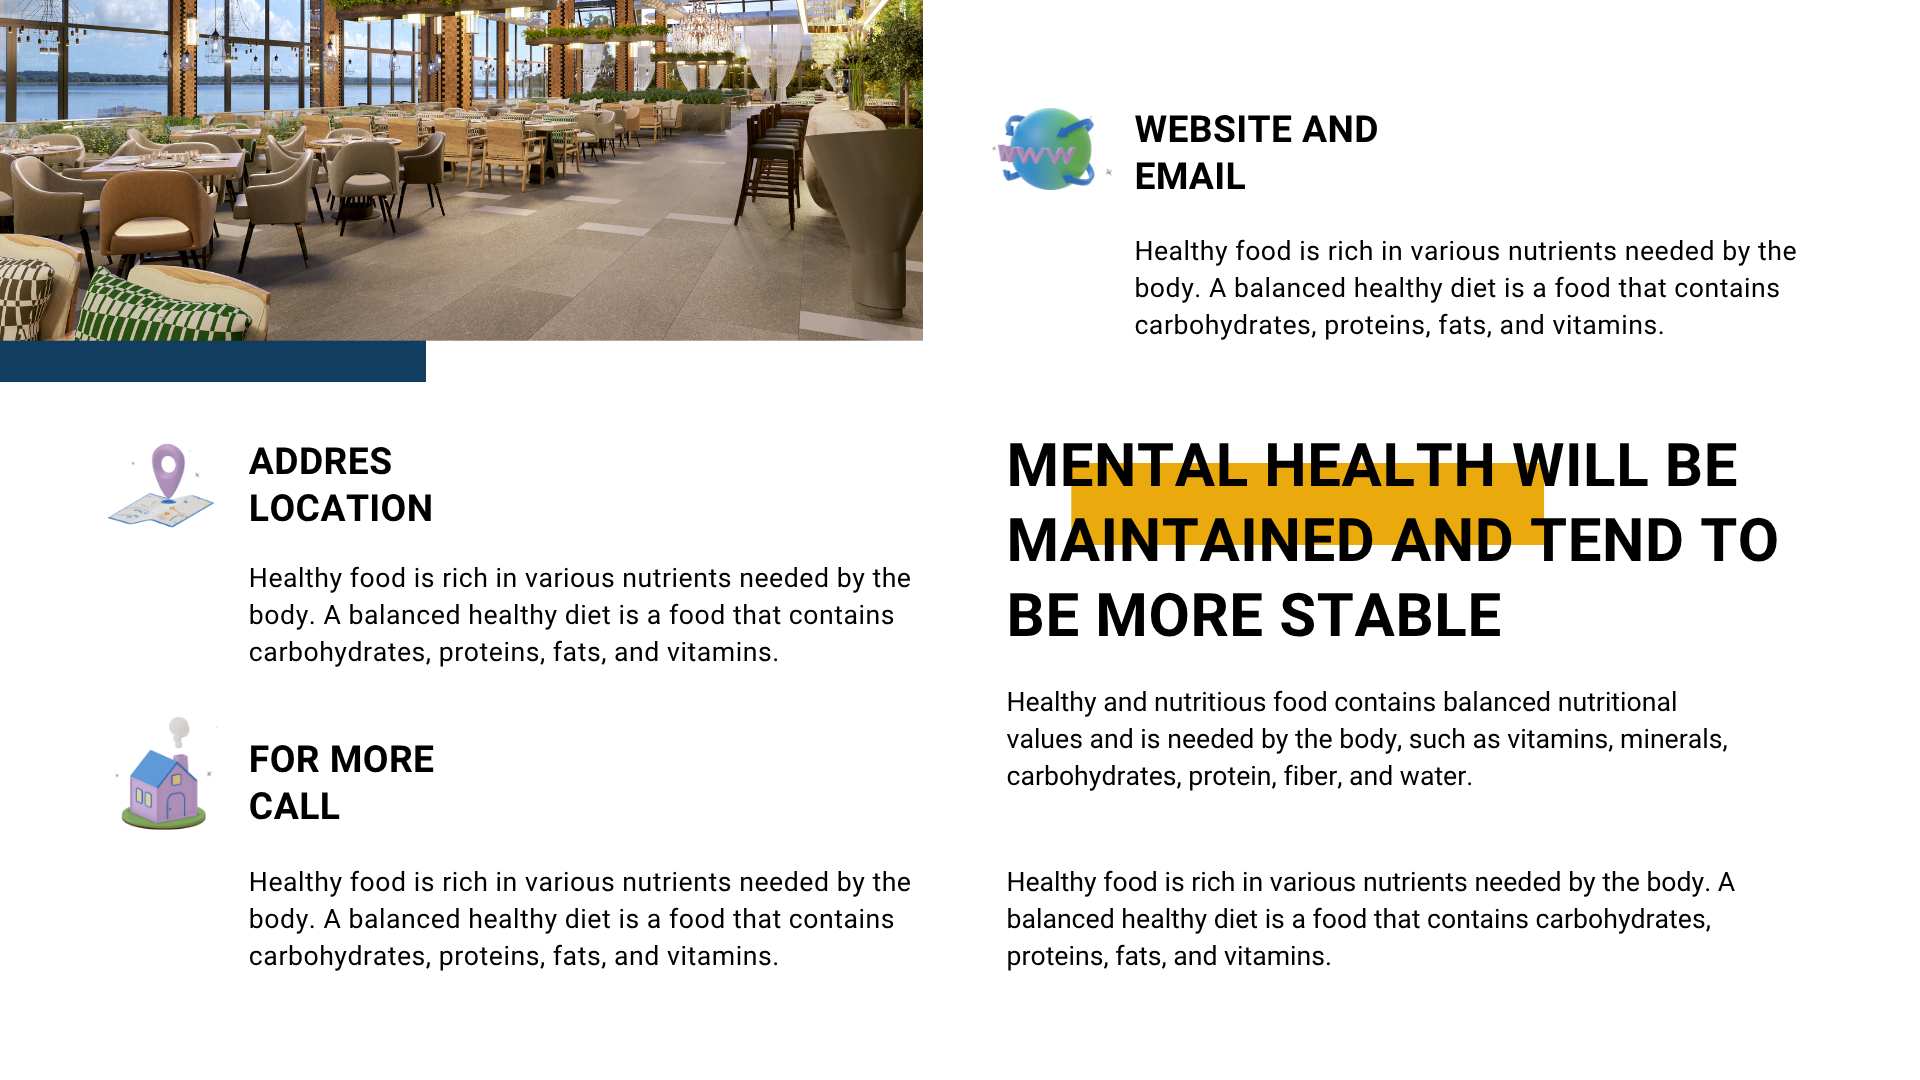 WEBSITE AND
EMAIL
Healthy food is rich in various nutrients needed by the
body. A balanced healthy diet is a food that contains
carbohydrates, proteins, fats, and vitamins.
www
ADDRES
LOCATION
Healthy food is rich in various nutrients needed by the
body. A balanced healthy diet is a food that contains
carbohydrates, proteins, fats, and vitamins.
FOR MORE
CALL
Healthy food is rich in various nutrients needed by the
body. A balanced healthy diet is a food that contains
carbohydrates, proteins, fats, and vitamins.
MENTAL HEALTH WILL BE
MAINTAINED AND TEND TO
BE MORE STABLE
Healthy and nutritious food contains balanced nutritional
values and is needed by the body, such as vitamins, minerals,
carbohydrates, protein, fiber, and water.
Healthy food is rich in various nutrients needed by the body. A
balanced healthy diet is a food that contains carbohydrates,
proteins, fats, and vitamins.